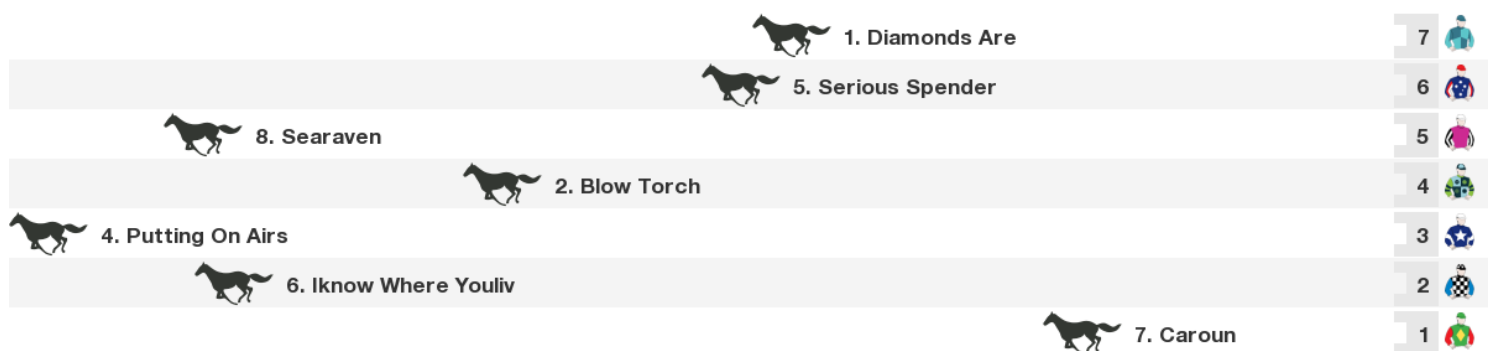 1. Diamonds Are 7
5. Serious Spender 6
8. Searaven 5
2. Blow Torch 4
4. Putting On Airs 3
6. Iknow Where Youliv 2
7. Caroun 1